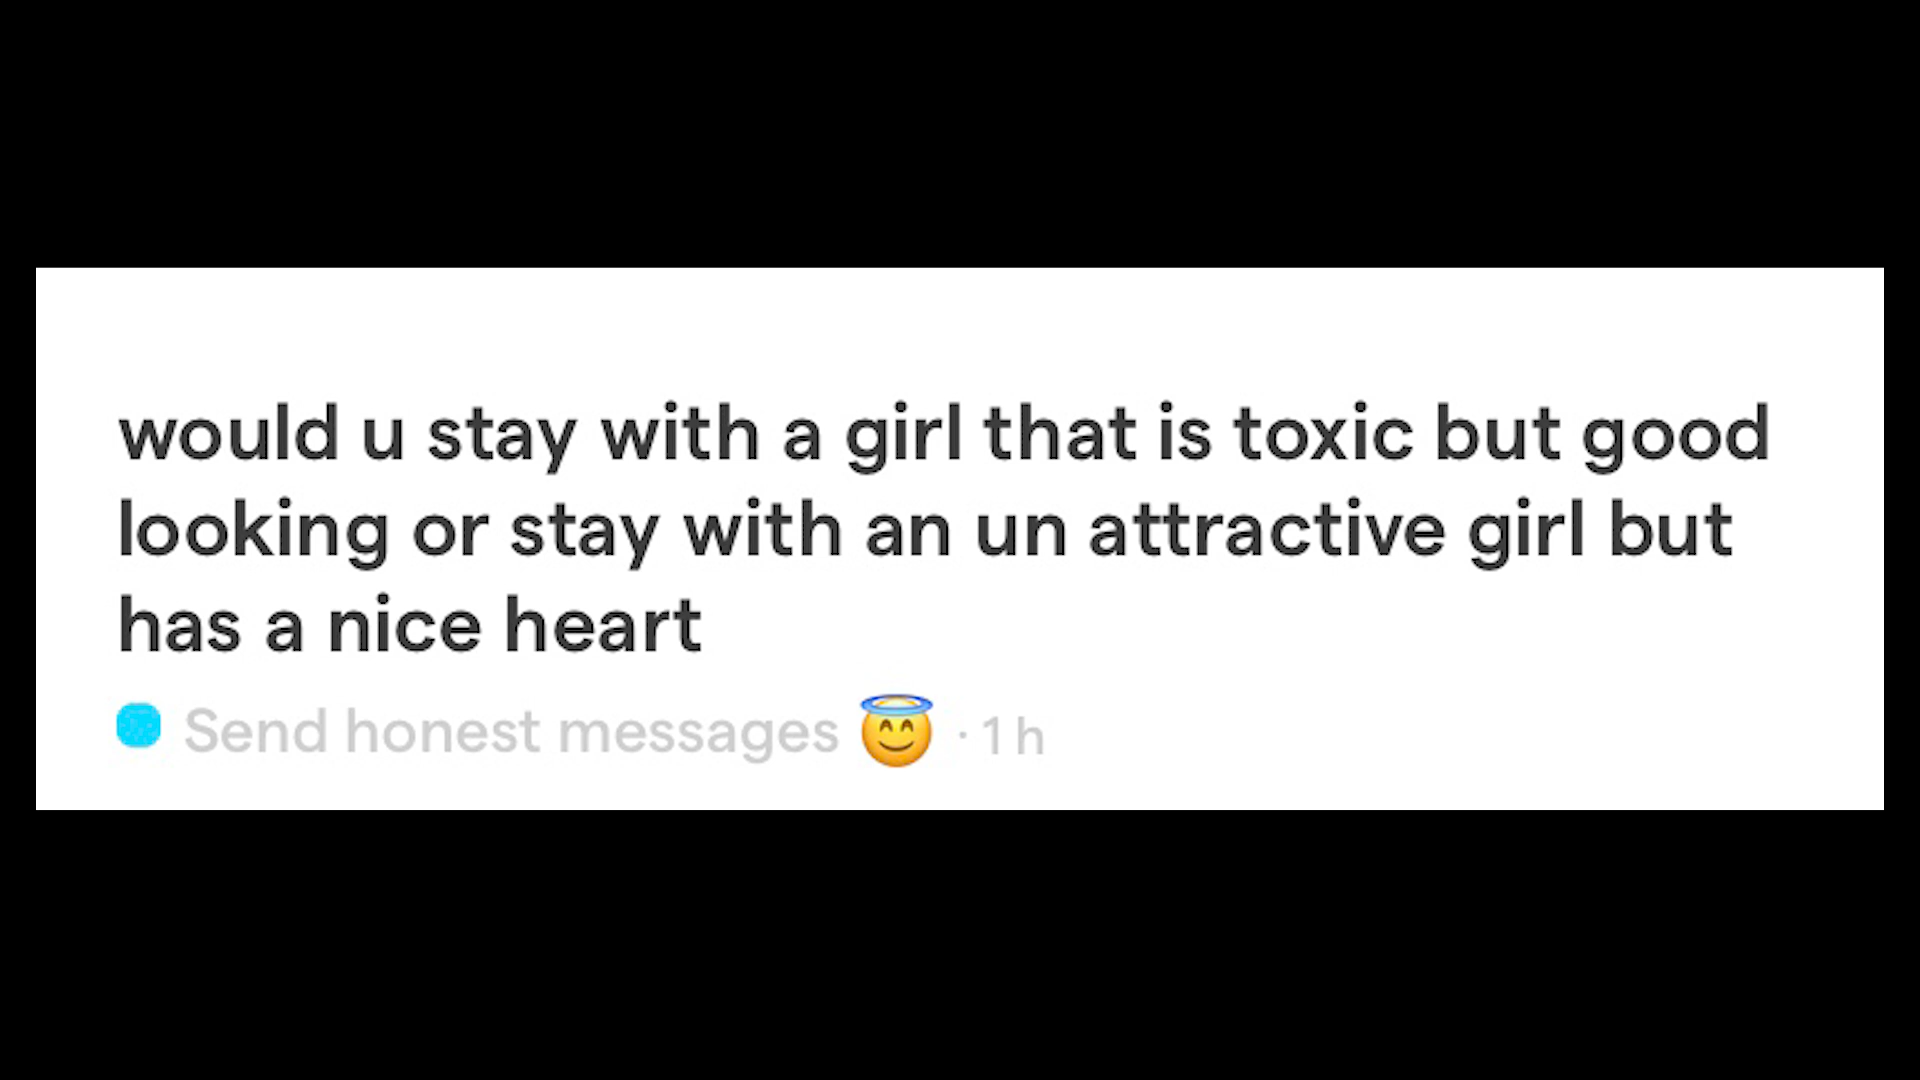 would u stay with a girl that is toxic but good
looking or stay with an un attractive girl but
has a nice heart
Send honest messages 😇 · 1 h